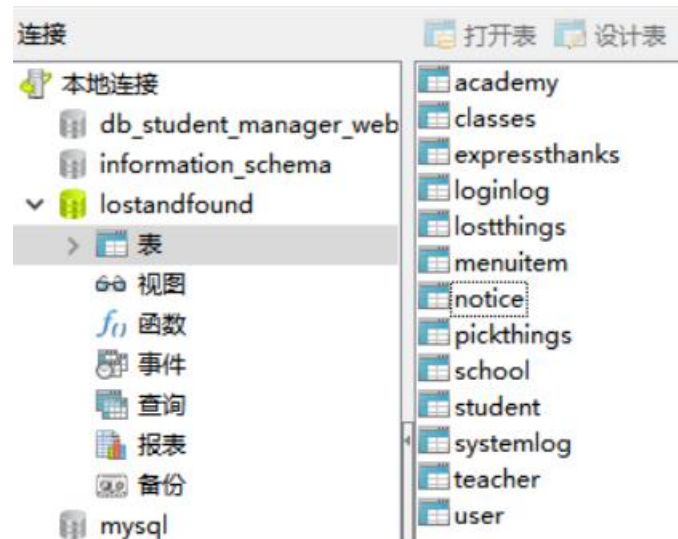 连接
打开表 设计表
本地连接
db_student_manager_web
information_schema
lostandfound
表
视图
函数
事件
查询
报表
备份
mysql
academy
classes
expressthanks
loginlog
lostthings
menuitem
notice
pickthings
school
student
systemlog
teacher
user